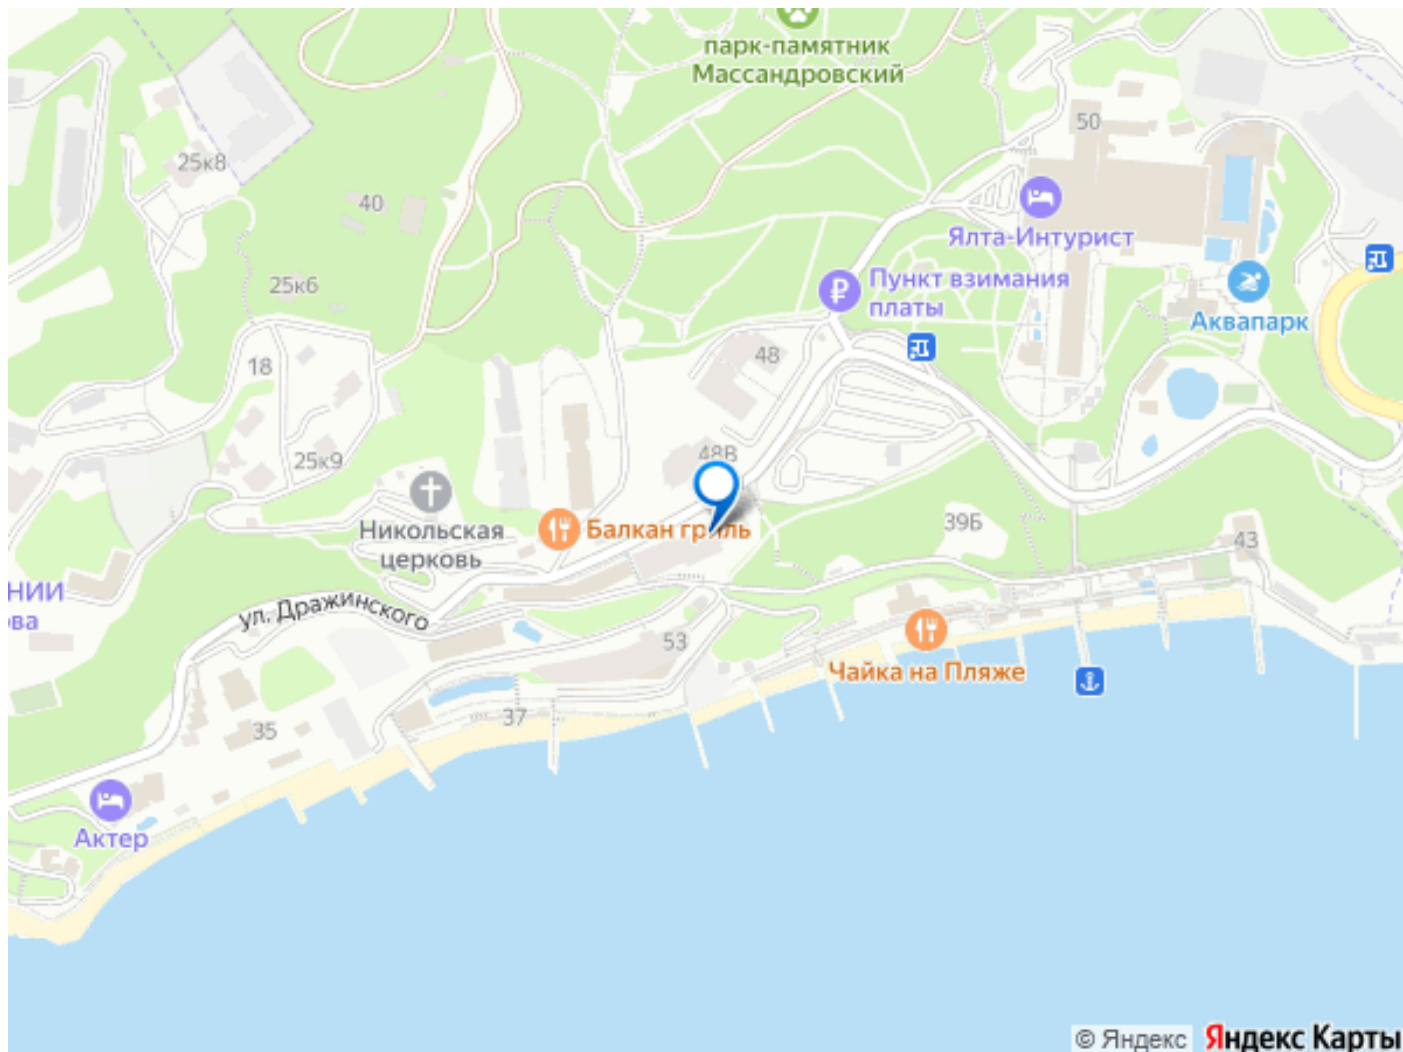 парк-памятник
Массандровский
50
25к8
40
Ялта-Интурист
25к6
Пункт взимания
платы
Аквапарк
48
18
48В
25к9
Никольская
церковь
Балкан гриль
39Б
43
НИИ
ова
ул. Дражинского
53
Чайка на Пляже
37
35
Актер
© Яндекс
Яндекс Карты